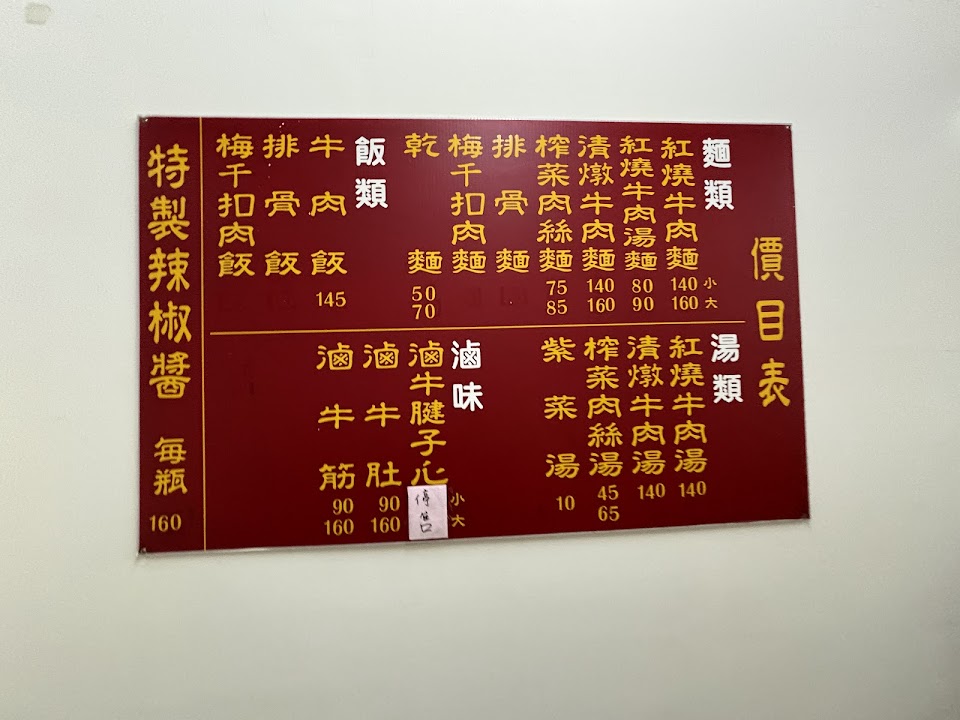 價目表
麵類
紅燒牛肉麵 140 小 160 大
紅燒牛肉湯麵 80 90
清燉牛肉麵 140 160
榨菜肉絲麵 75 85
排骨麵
梅干扣肉麵
乾麵 50 70
飯類
牛肉飯 145
排骨飯
梅干扣肉飯
湯類
紅燒牛肉湯 140
清燉牛肉湯 140
榨菜肉絲湯 45 65
紫菜湯 10
滷味
滷牛腱子心 停售 小 大
滷牛肚 90 160
滷牛筋 90 160
特製辣椒醬 每瓶 160